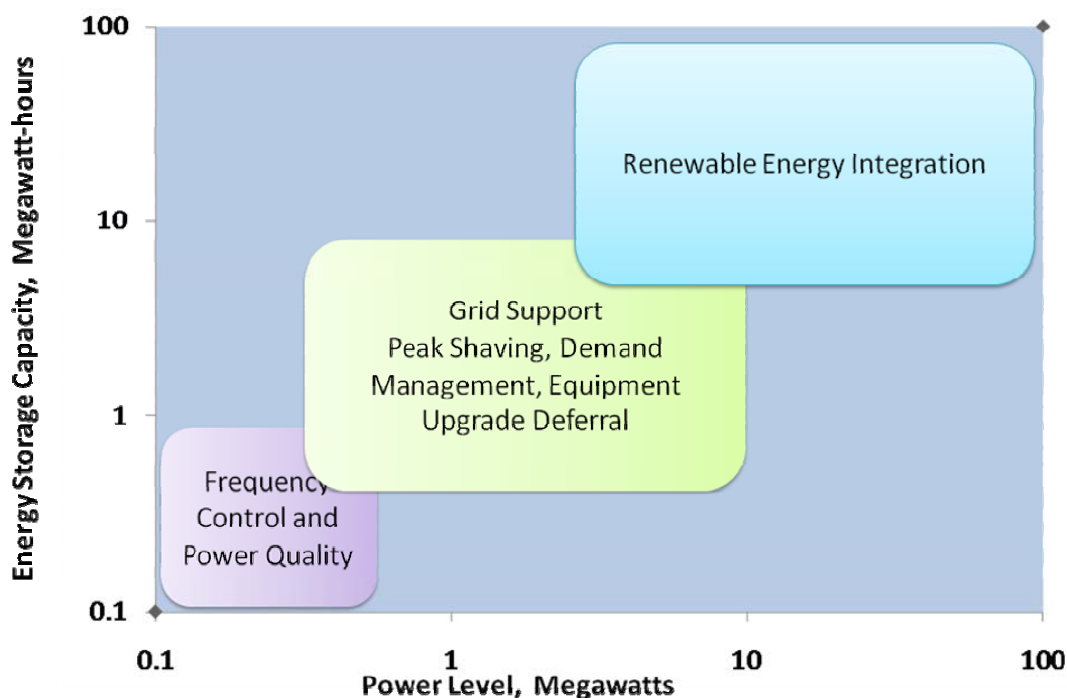 Energy Storage Capacity, Megawatt-hours
100
10
1
0.1
Renewable Energy Integration
Grid Support
Peak Shaving, Demand
Management, Equipment
Upgrade Deferral
Frequency
Control and
Power Quality
0.1
1
10
100
Power Level, Megawatts